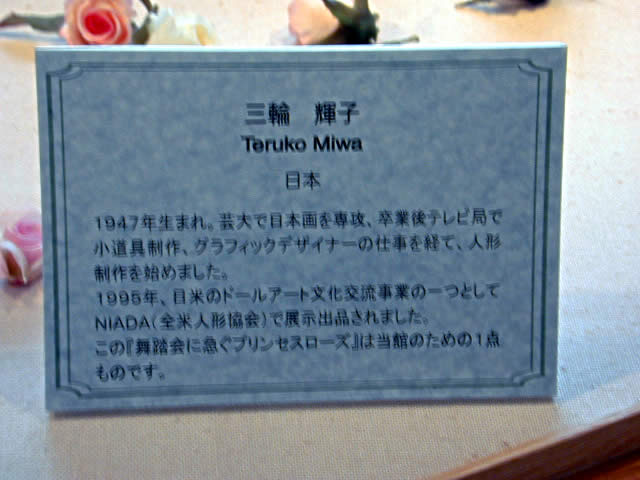 三輪　輝子
Teruko Miwa
日本
1947年生まれ。芸大で日本画を専攻、卒業後テレビ局で
小道具制作、グラフィックデザイナーの仕事を経て、人形
制作を始めました。
1995年、日米のドールアート文化交流事業の一つとして
NIADA(全米人形協会)で展示出品されました。
この『舞踏会に急ぐプリンセスローズ』は当館のための1点
ものです。